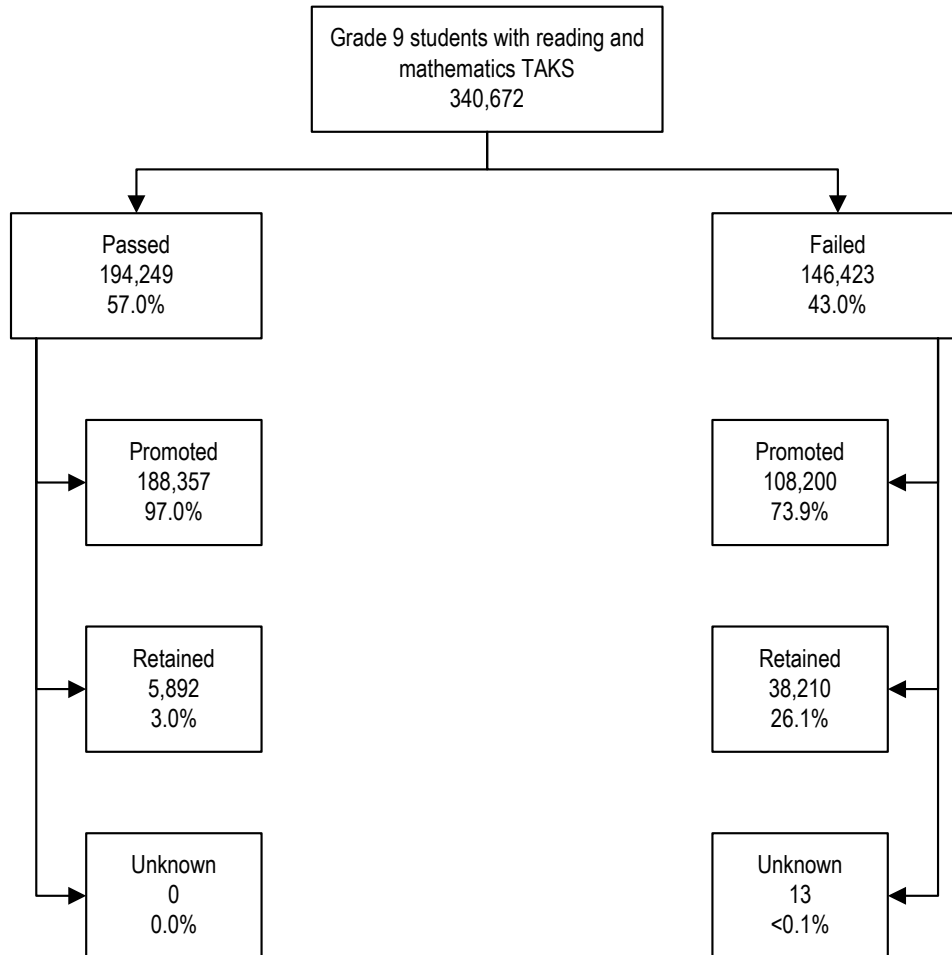 Grade 9 students with reading and
mathematics TAKS
340,672
Passed
194,249
57.0%
Failed
146,423
43.0%
Promoted
188,357
97.0%
Promoted
108,200
73.9%
Retained
5,892
3.0%
Retained
38,210
26.1%
Unknown
0
0.0%
Unknown
13
<0.1%